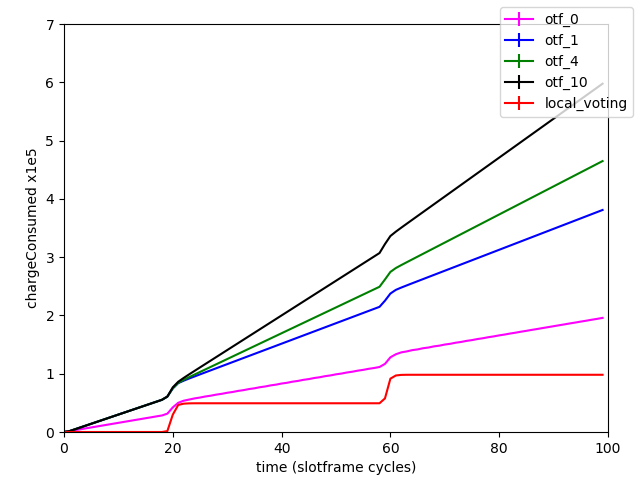 otf_0
otf_1
otf_4
otf_10
local_voting
7
6
5
4
3
2
1
0
chargeConsumed x1e5
0 20 40 60 80 100
time (slotframe cycles)